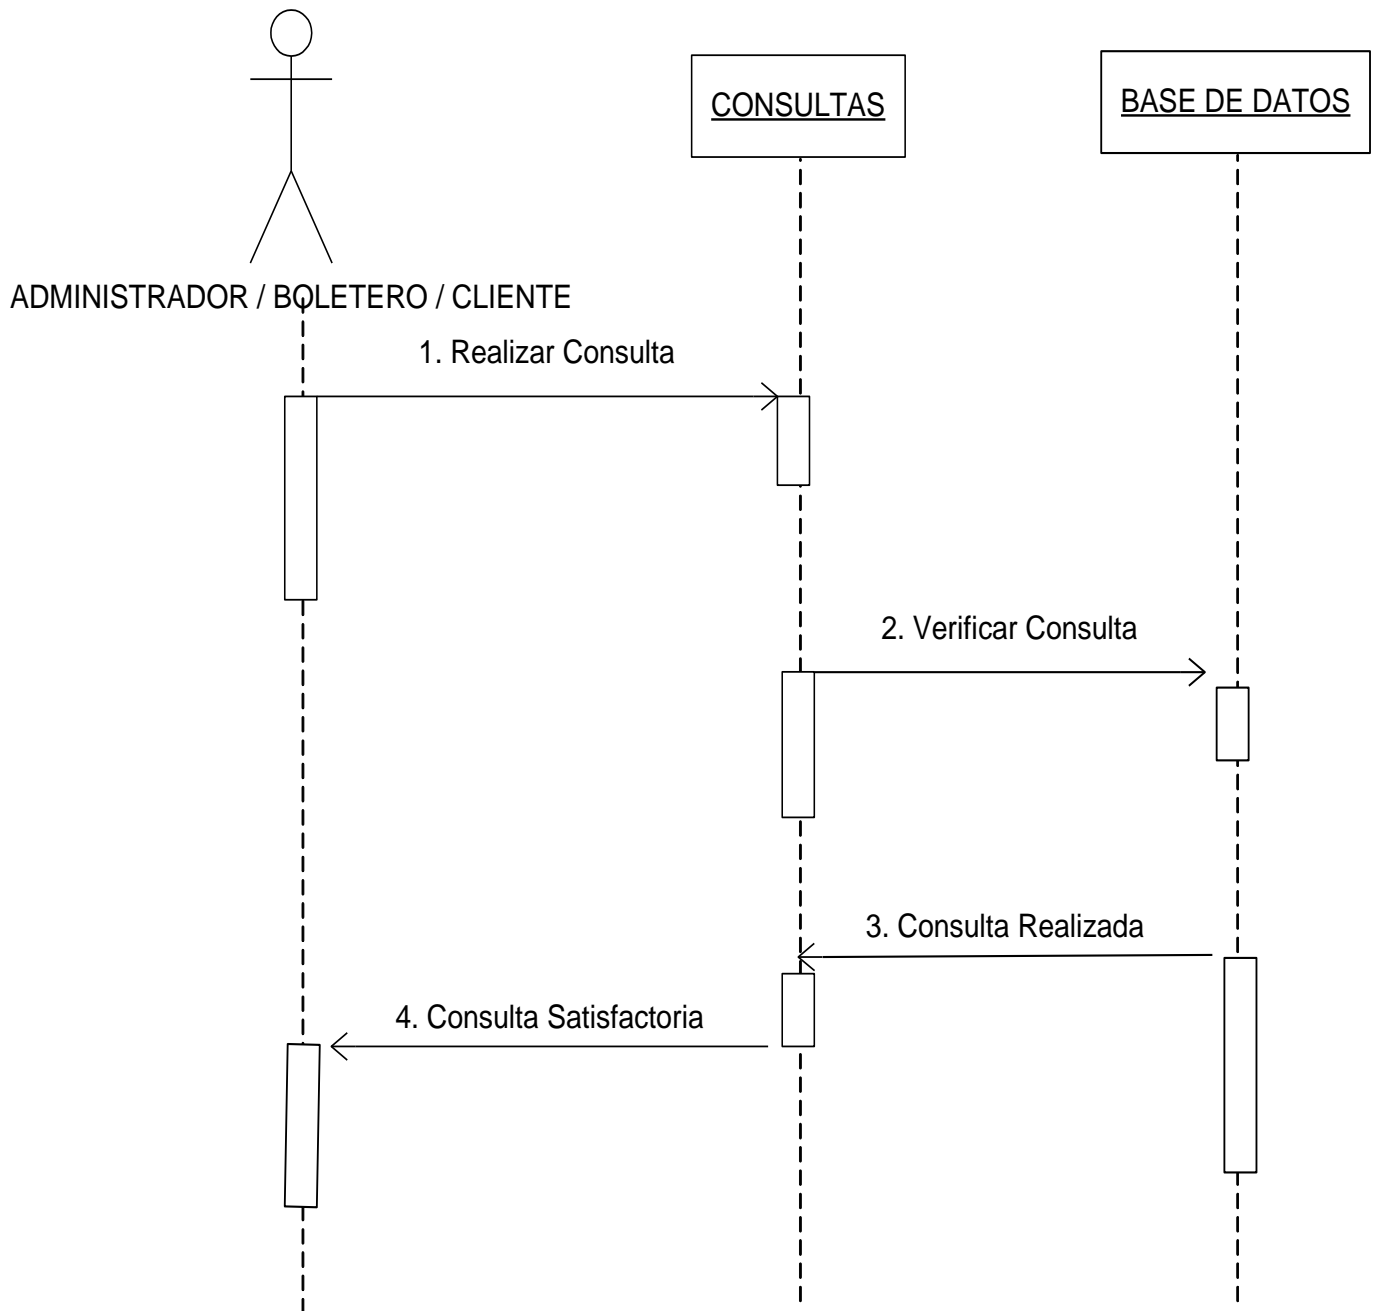 CONSULTAS
BASE DE DATOS
ADMINISTRADOR / BOLETERO / CLIENTE
1. Realizar Consulta
2. Verificar Consulta
3. Consulta Realizada
4. Consulta Satisfactoria